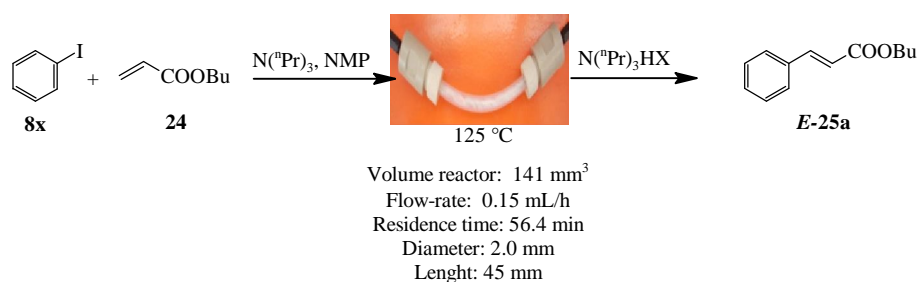 I
N(ⁿPr)₃, NMP
N(ⁿPr)₃HX
+
COOBu
COOBu
8x
24
125 °C
E-25a
Volume reactor: 141 mm³
Flow-rate: 0.15 mL/h
Residence time: 56.4 min
Diameter: 2.0 mm
Lenght: 45 mm